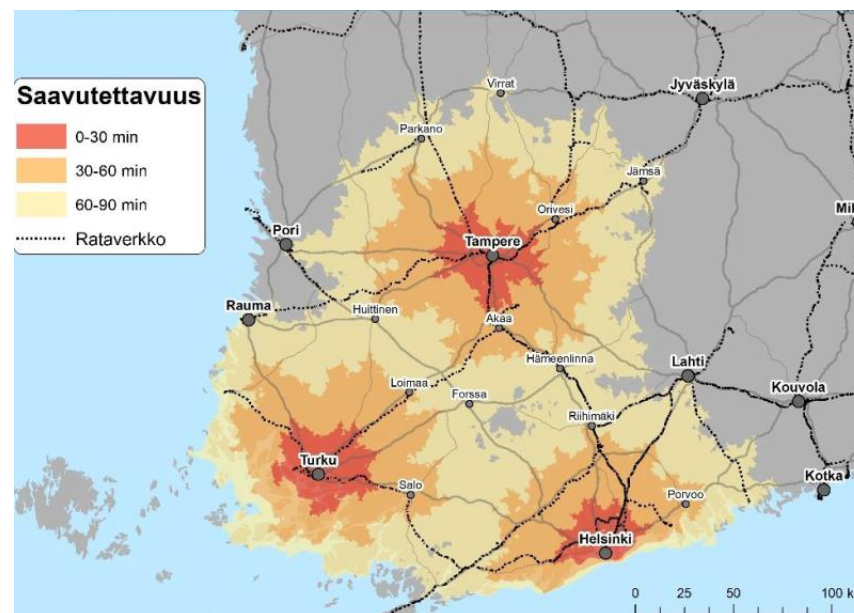 Saavutettavuus
0-30 min
30-60 min
60-90 min
Rataverkko
Virrat
Jyväskylä
Parkano
Jämsä
Orivesi
Pori
Tampere
Mi
Rauma
Huittinen
Akaa
Hämeenlinna
Lahti
Loimaa
Forssa
Kouvola
Riihimäki
Turku
Salo
Porvoo
Kotka
Helsinki
0 25 50 100 k